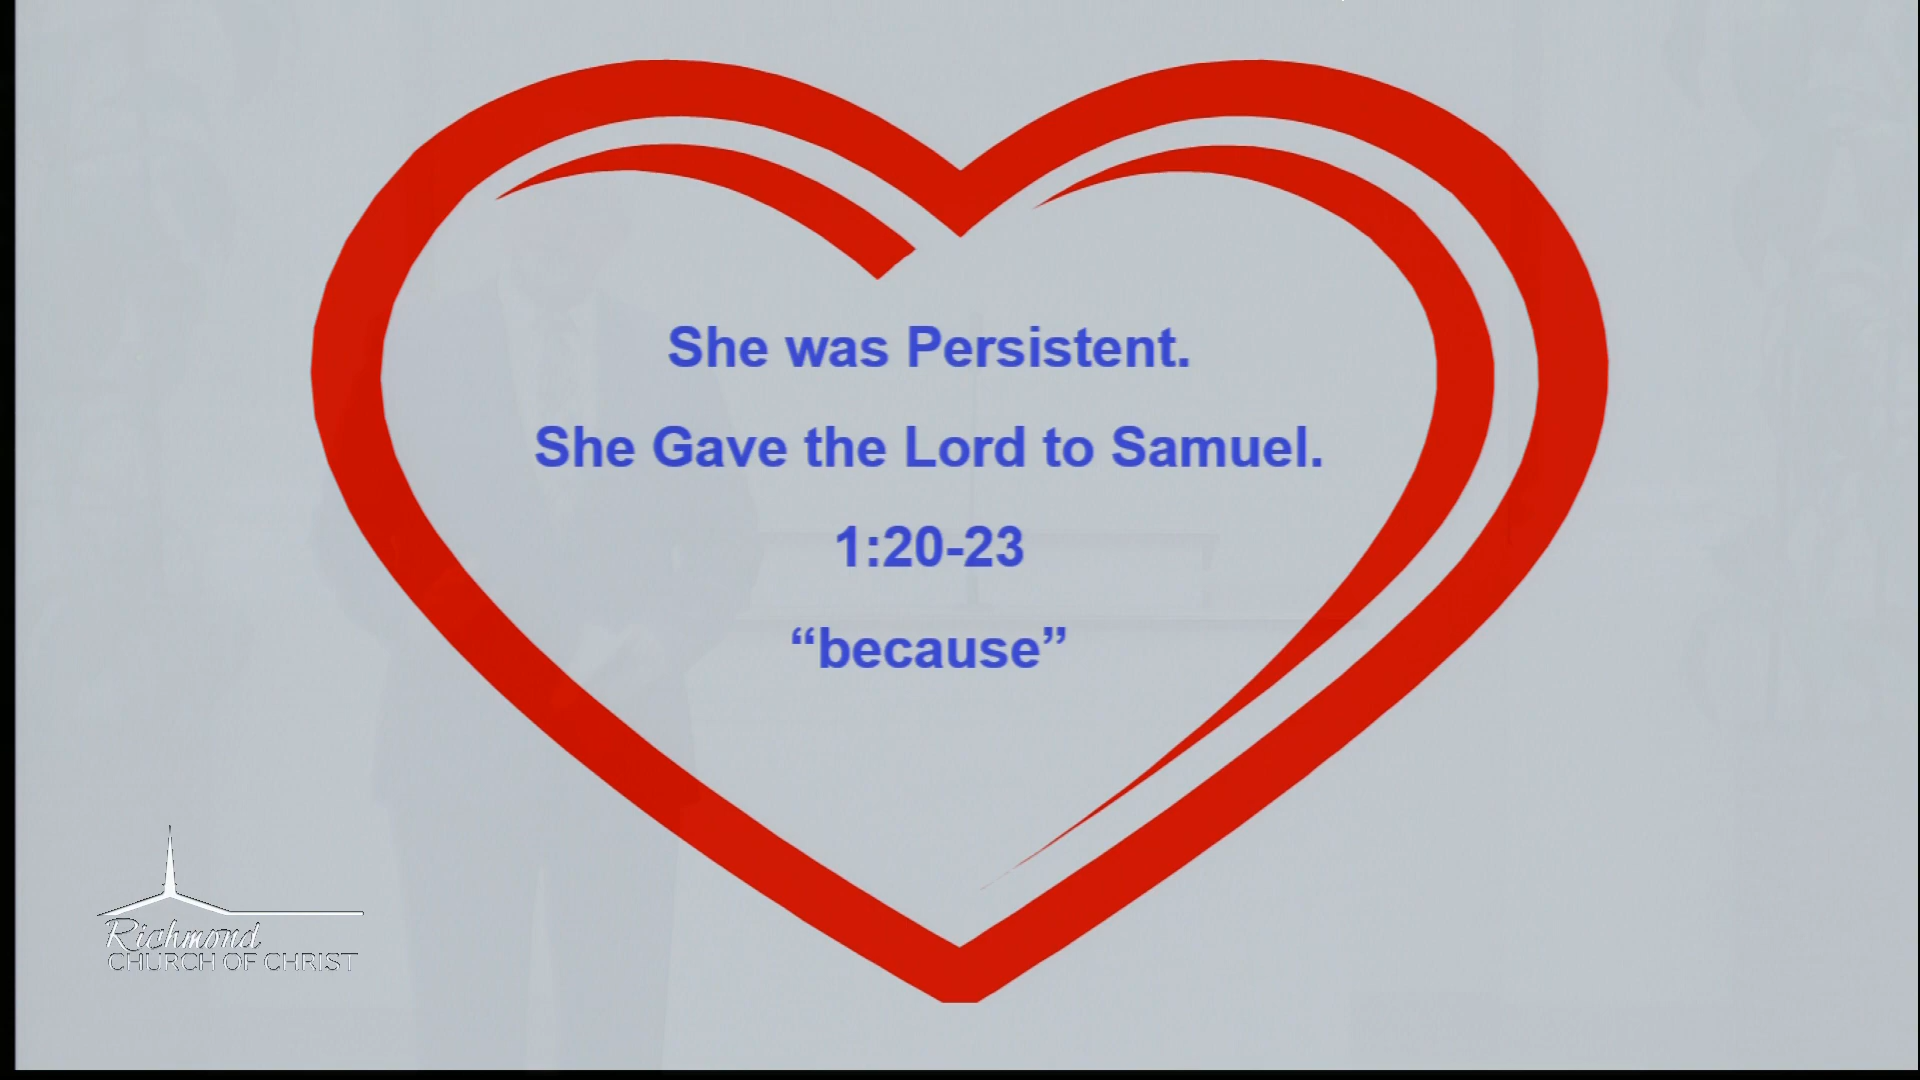 She was Persistent.
She Gave the Lord to Samuel.
1:20-23
“because”
Richmond
CHURCH OF CHRIST